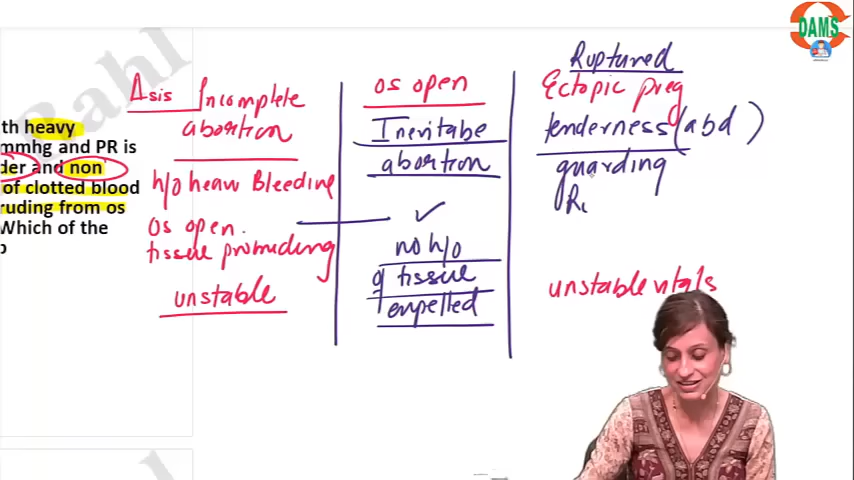 DAMS
th heavy
mmhg and PR is
der and non
of clotted blood
ruding from os
Which of the
Δsis Incomplete
abortion
h/o heavy Bleeding
os open.
tissue protruding
unstable
os open
Inevitabe
abortion
✓
no h/o
of tissue
expelled
Ruptured
Ectopic preg
tenderness (abd)
guarding
Ri
unstable vitals